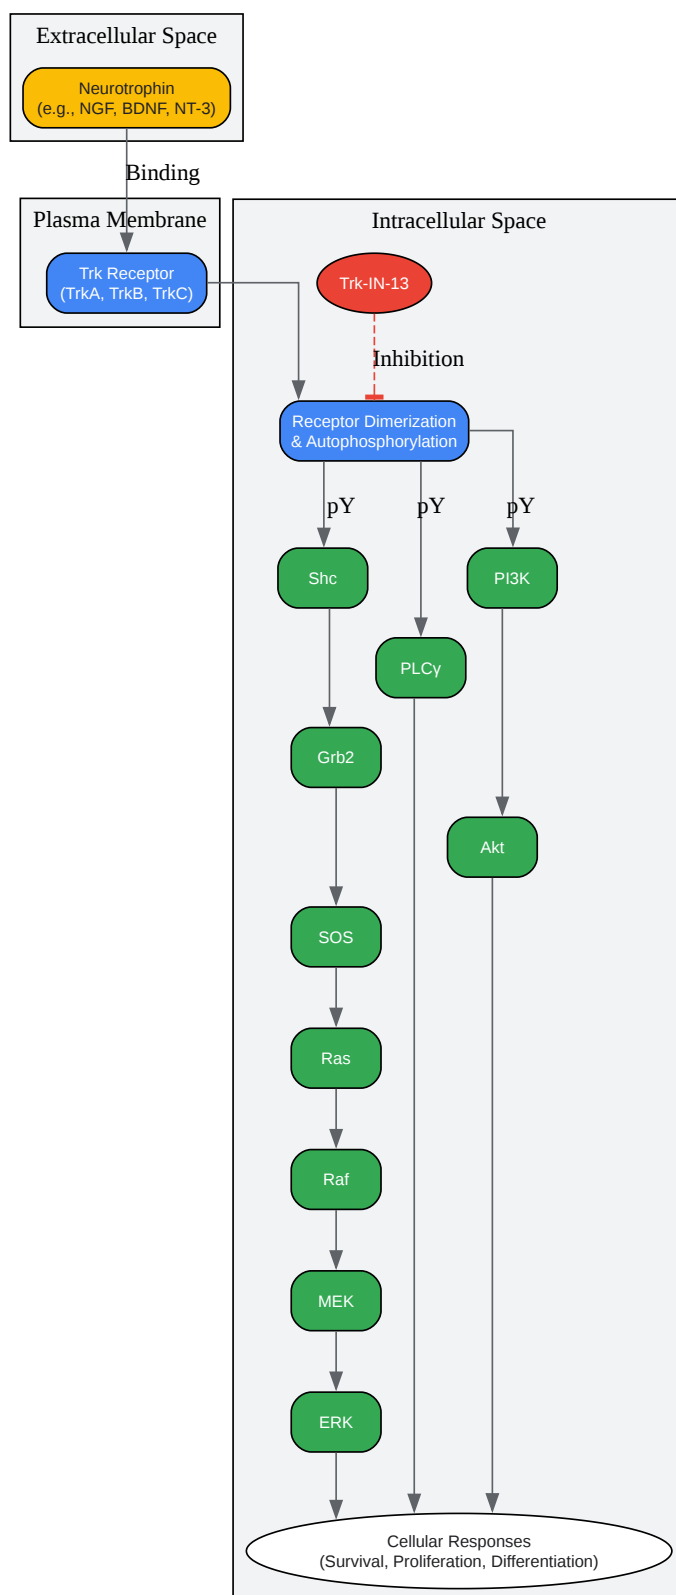 Extracellular Space
Neurotrophin
(e.g., NGF, BDNF, NT-3)
Binding
Plasma Membrane
Trk Receptor
(TrkA, TrkB, TrkC)
Intracellular Space
Trk-IN-13
Inhibition
Receptor Dimerization
& Autophosphorylation
pY
pY
pY
Shc
PI3K
PLCγ
Grb2
Akt
SOS
Ras
Raf
MEK
ERK
Cellular Responses
(Survival, Proliferation, Differentiation)